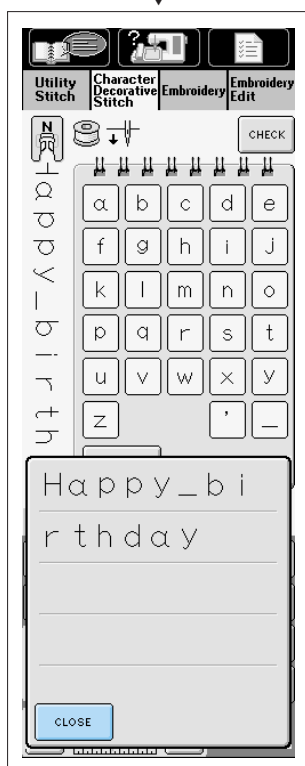 Utility Stitch
Character Decorative Stitch
Embroidery
Embroidery Edit
N
CHECK
Happy_birth
a b c d e
f g h i j
k l m n o
p q r s t
u v w x y
z ' _
Happy_bi
rthday
CLOSE